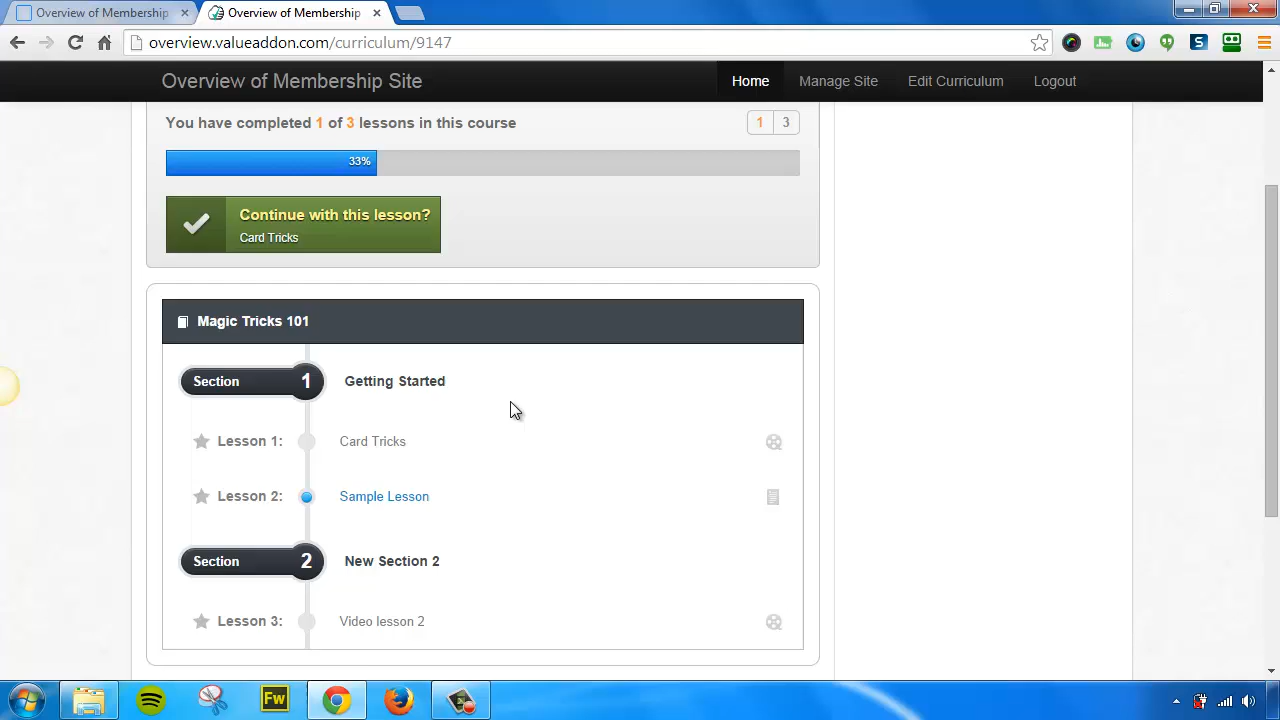 Overview of Membership
Overview of Membership
overview.valueaddon.com/curriculum/9147
Overview of Membership Site
Home
Manage Site
Edit Curriculum
Logout
You have completed 1 of 3 lessons in this course
1 3
33%
Continue with this lesson?
Card Tricks
Magic Tricks 101
Section 1 Getting Started
Lesson 1: Card Tricks
Lesson 2: Sample Lesson
Section 2 New Section 2
Lesson 3: Video lesson 2
Fw